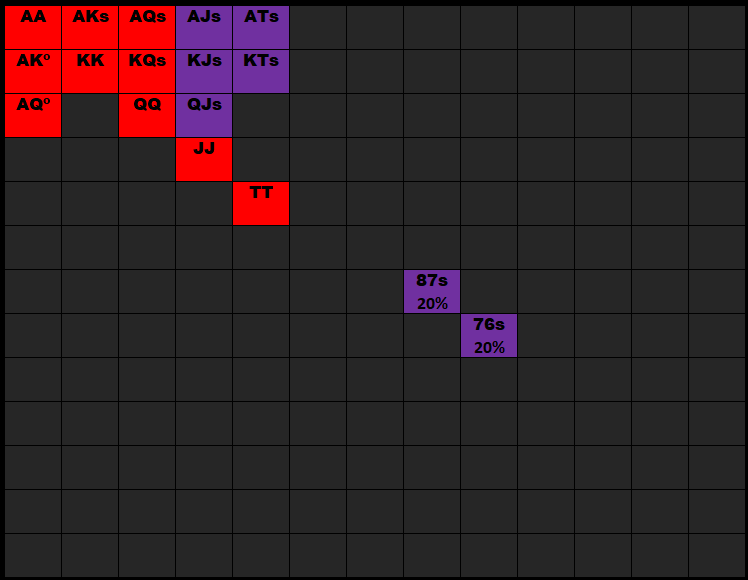 AA AKs AQs AJs ATs
AKº KK KQs KJs KTs
AQº QQ QJs
JJ
TT
87s
20%
76s
20%